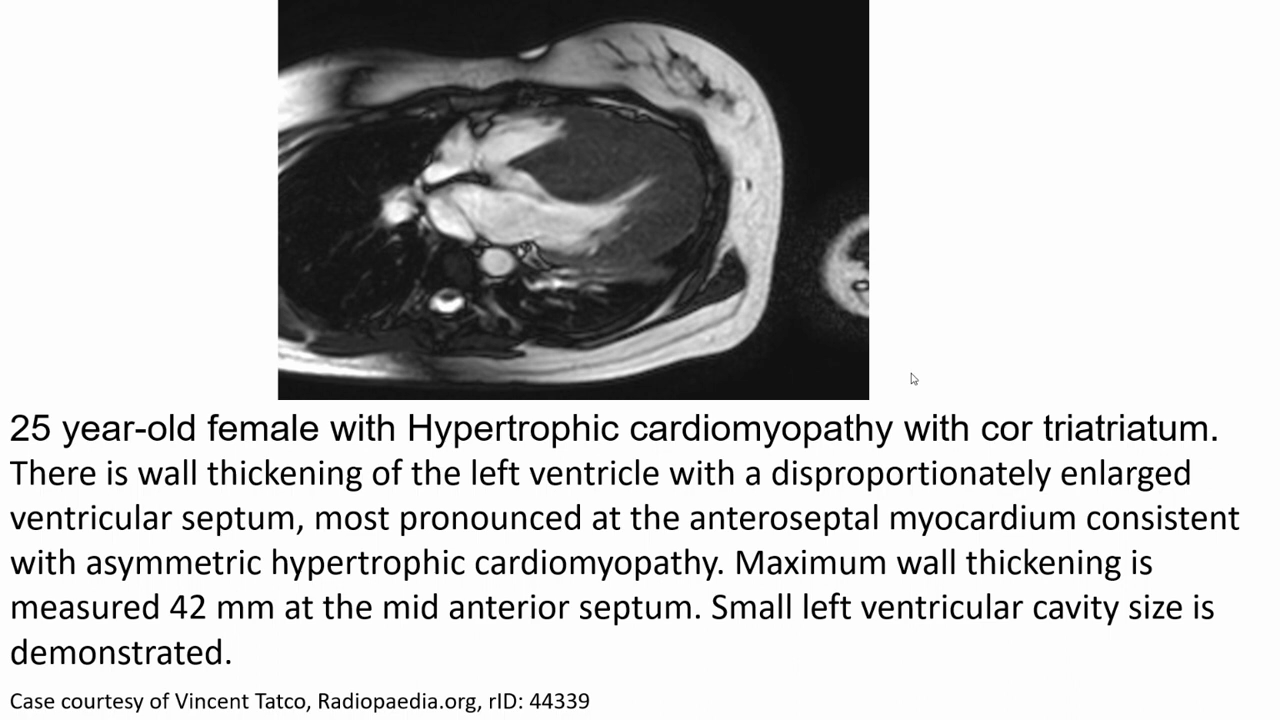 25 year-old female with Hypertrophic cardiomyopathy with cor triatriatum.
There is wall thickening of the left ventricle with a disproportionately enlarged
ventricular septum, most pronounced at the anteroseptal myocardium consistent
with asymmetric hypertrophic cardiomyopathy. Maximum wall thickening is
measured 42 mm at the mid anterior septum. Small left ventricular cavity size is
demonstrated.
Case courtesy of Vincent Tatco, Radiopaedia.org, rID: 44339